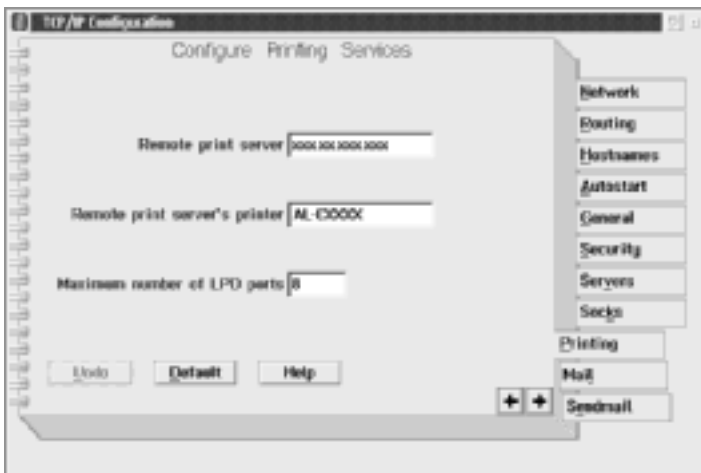 TCP/IP Configuration
Configure Printing Services
Network
Routing
Hostnames
Autostart
General
Security
Servers
Socks
Printing
Mail
Sendmail
Remote print server xxx.xx.xxx.xxx
Remote print server's printer AL-CXXXX
Maximum number of LPD ports 8
Undo
Default
Help